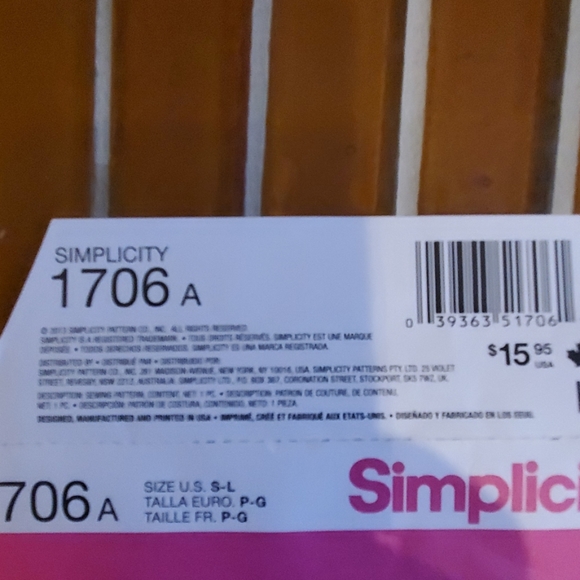 SIMPLICITY
1706 A
© 2013 SIMPLICITY PATTERN CO., INC. ALL RIGHTS RESERVED.
SIMPLICITY IS A REGISTERED TRADEMARK. • TOUS DROITS RÉSERVÉS. SIMPLICITY EST UNE MARQUE
DÉPOSÉE. • TODOS DERECHOS RESERVADOS. SIMPLICITY ES UNA MARCA REGISTRADA.
DISTRIBUTED BY • DISTRIBUÉ PAR • DISTRIBUIDO POR:
SIMPLICITY PATTERN CO., INC. 261 MADISON AVENUE, NEW YORK, NY 10016, USA. SIMPLICITY PATTERNS PTY. LTD. 25 VIOLET
STREET, REVESBY, NSW 2212, AUSTRALIA. SIMPLICITY LTD., P.O. BOX 367, CORONATION STREET, STOCKPORT, SK5 7WZ, UK.
DESCRIPTION: SEWING PATTERN, CONTENT, NET: 1 PC. • DESCRIPTION: PATRON DE COUTURE, DE CONTENU,
NET: 1 PC. • DESCRIPCIÓN: PATRÓN DE COSTURA, CONTENIDO, NETO: 1 PIEZA.
DESIGNED, MANUFACTURED AND PRINTED IN USA • IMPRIMÉ, CRÉÉ ET FABRIQUÉ AUX ETATS-UNIS. • DISEÑADO Y FABRICADO EN LOS EEUU.
0 39363 51706
$15 95
USA
706 A
SIZE U.S. S-L
TALLA EURO. P-G
TAILLE FR. P-G
Simplici